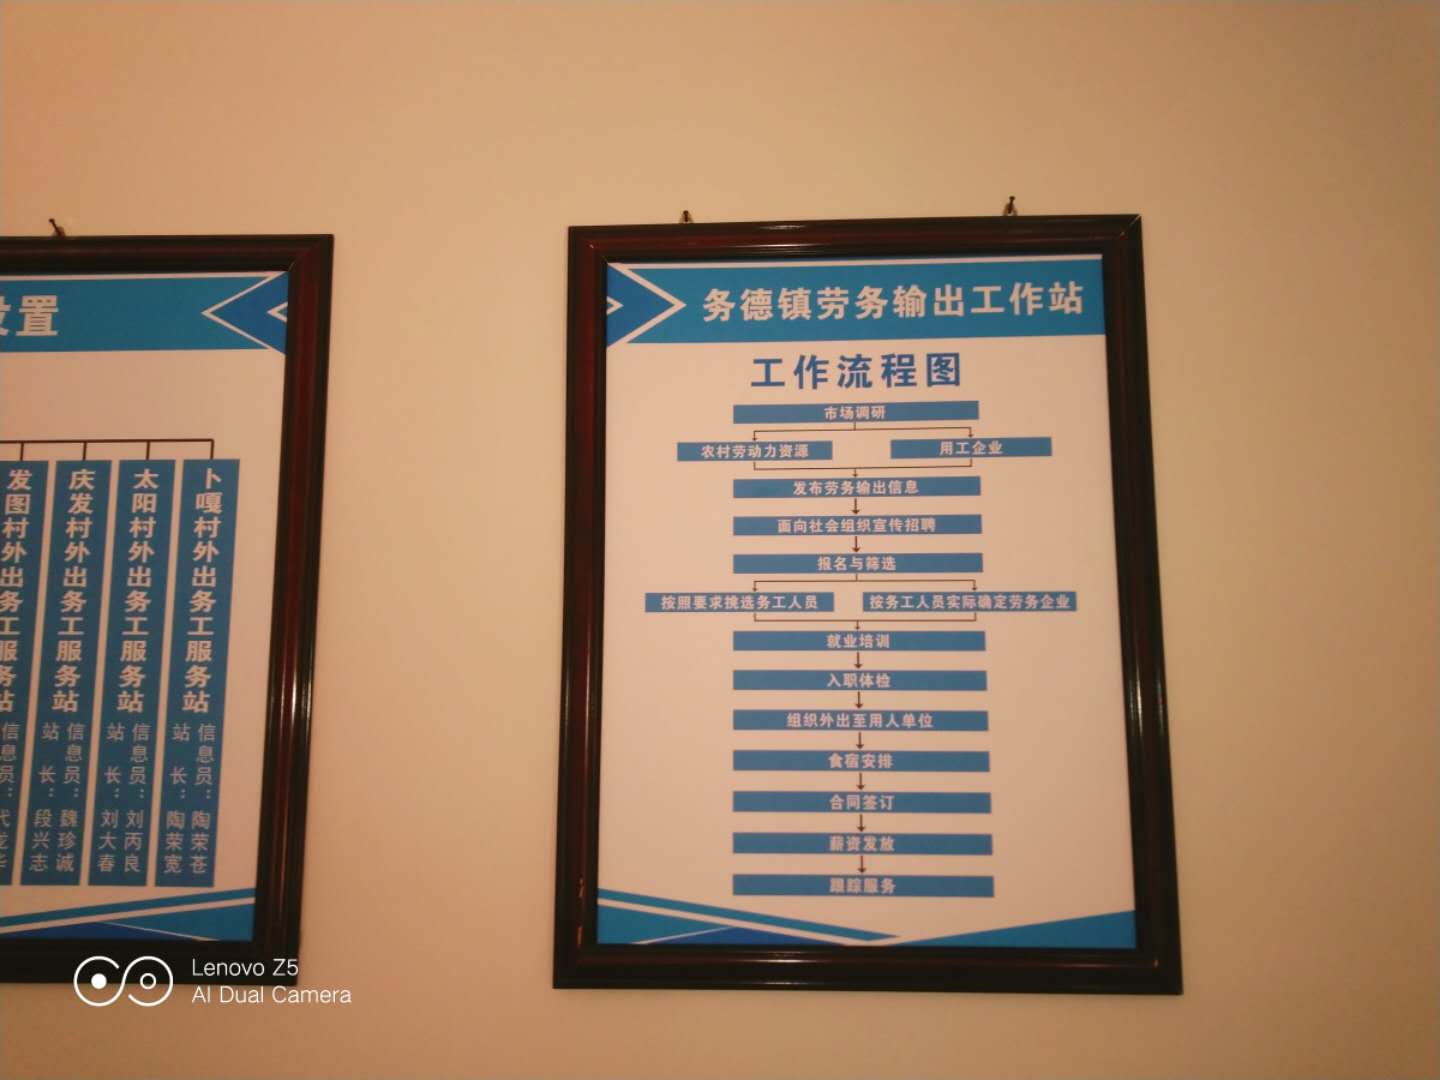 设置
发图村外出务工服务站
信息员：代龙华
庆发村外出务工服务站
信息员：魏珍诚
站长：段兴志
太阳村外出务工服务站
信息员：刘丙良
站长：刘大春
卜嘎村外出务工服务站
信息员：陶荣苍
站长：陶荣宽
务德镇劳务输出工作站
工作流程图
市场调研
农村劳动力资源
用工企业
发布劳务输出信息
面向社会组织宣传招聘
报名与筛选
按照要求挑选务工人员
按务工人员实际确定劳务企业
就业培训
入职体检
组织外出至用人单位
食宿安排
合同签订
薪资发放
跟踪服务
Lenovo Z5
AI Dual Camera